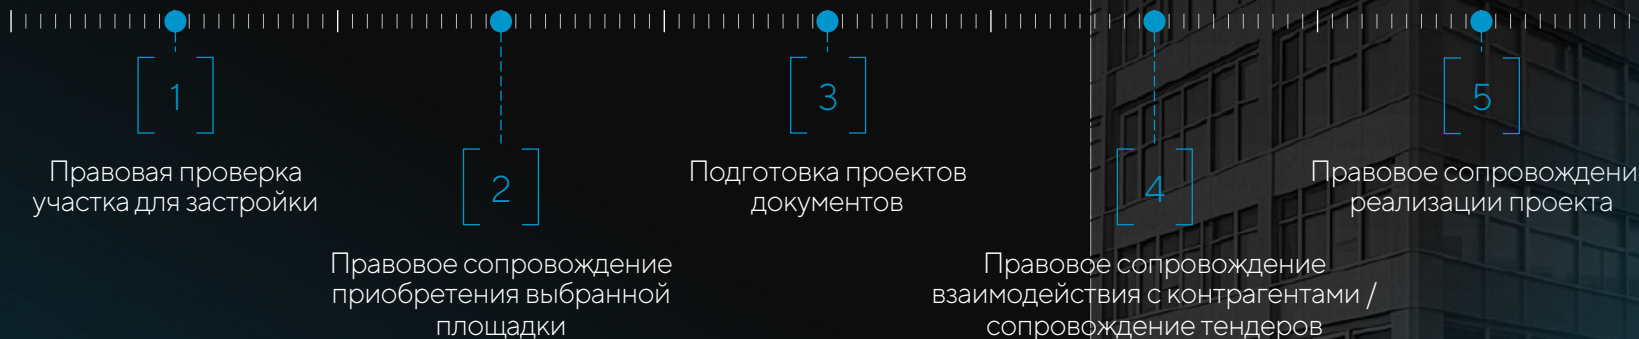 1
Правовая проверка
участка для застройки
2
Правовое сопровождение
приобретения выбранной
площадки
3
Подготовка проектов
документов
4
Правовое сопровождение
взаимодействия с контрагентами /
сопровождение тендеров
5
Правовое сопровождени
реализации проекта